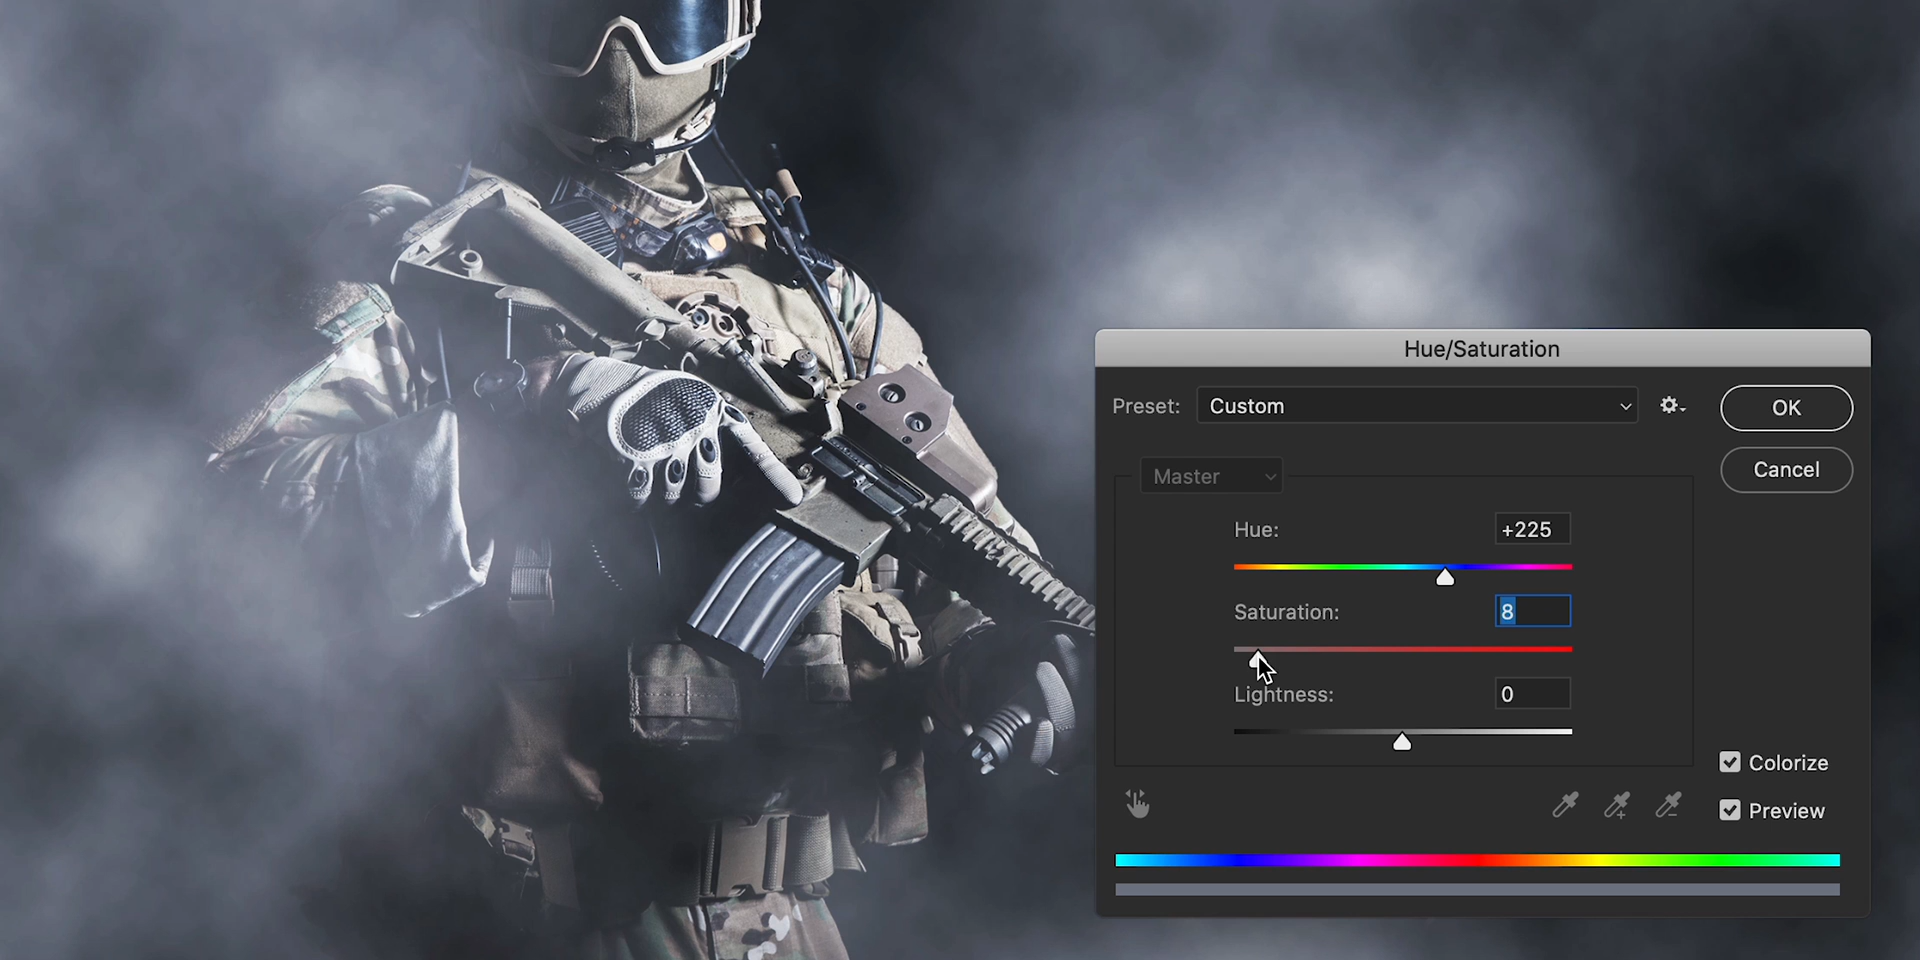 Hue/Saturation
Preset: Custom
OK
Cancel
Master
Hue: +225
Saturation: 8
Lightness: 0
Colorize
Preview